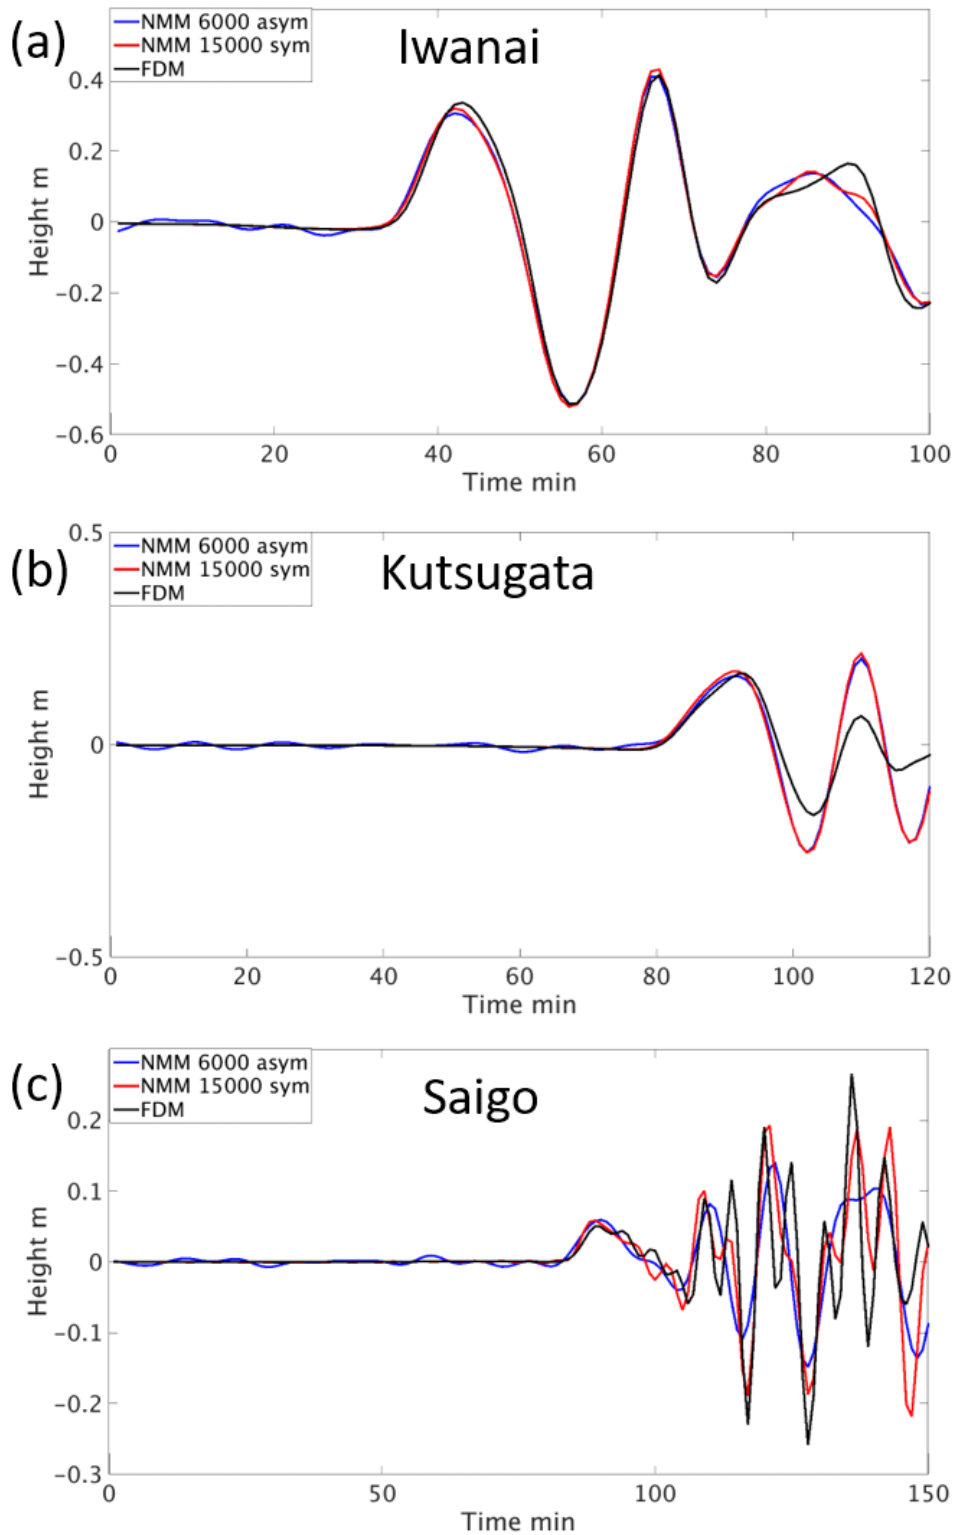 (a)
Iwanai
NMM 6000 asym
NMM 15000 sym
FDM
0.4
0.2
0
−0.2
−0.4
−0.6
Height m
0 20 40 60 80 100
Time min
(b)
Kutsugata
NMM 6000 asym
NMM 15000 sym
FDM
0.5
0
−0.5
Height m
0 20 40 60 80 100 120
Time min
(c)
Saigo
NMM 6000 asym
NMM 15000 sym
FDM
0.2
0.1
0
−0.1
−0.2
−0.3
Height m
0 50 100 150
Time min